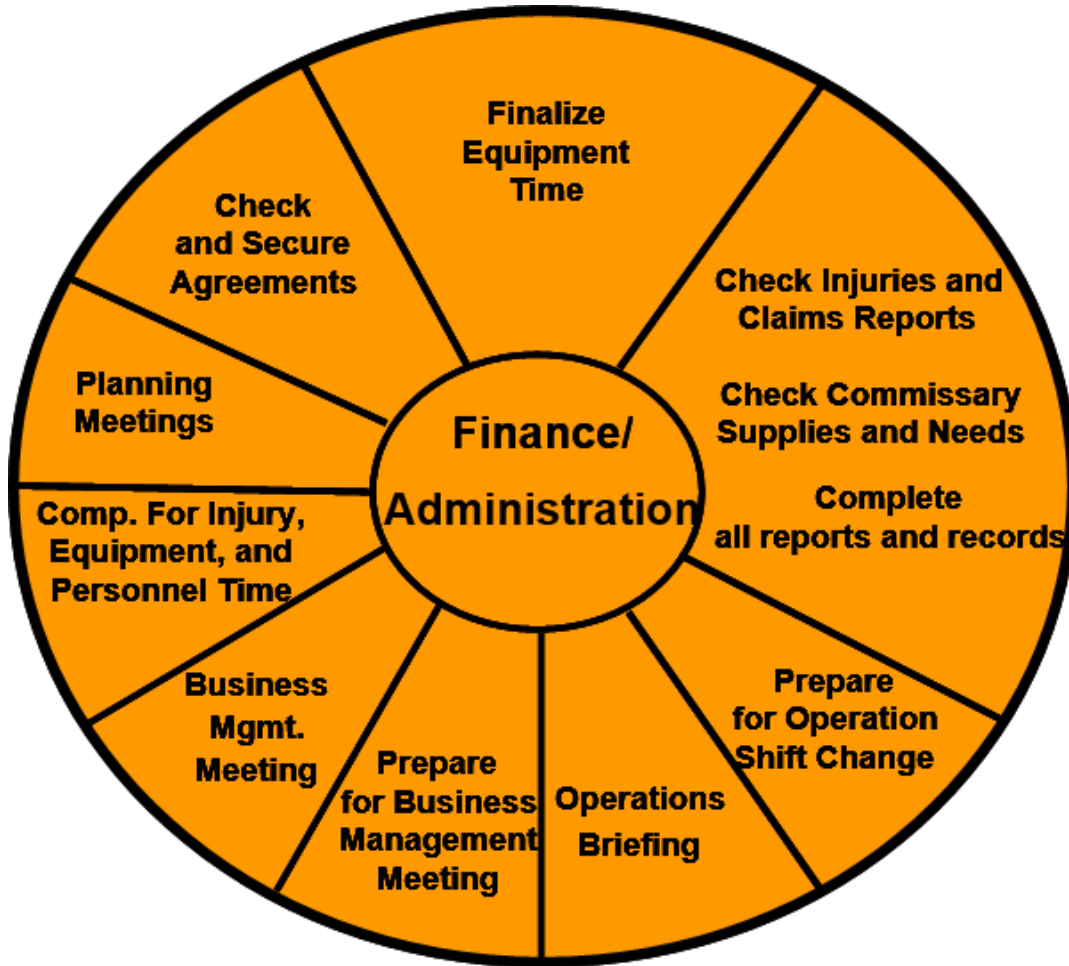 Finalize
Equipment
Time
Check Injuries and
Claims Reports
Check Commissary
Supplies and Needs
Complete
all reports and records
Prepare
for Operation
Shift Change
Operations
Briefing
Prepare
for Business
Management
Meeting
Business
Mgmt.
Meeting
Comp. For Injury,
Equipment, and
Personnel Time
Planning
Meetings
Check
and Secure
Agreements
Finance/
Administration